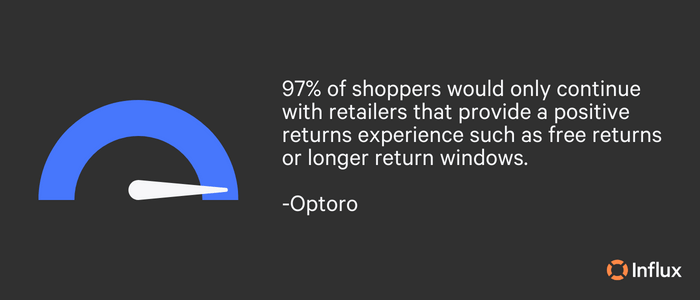 97% of shoppers would only continue
with retailers that provide a positive
returns experience such as free returns
or longer return windows.
-Optoro
Influx